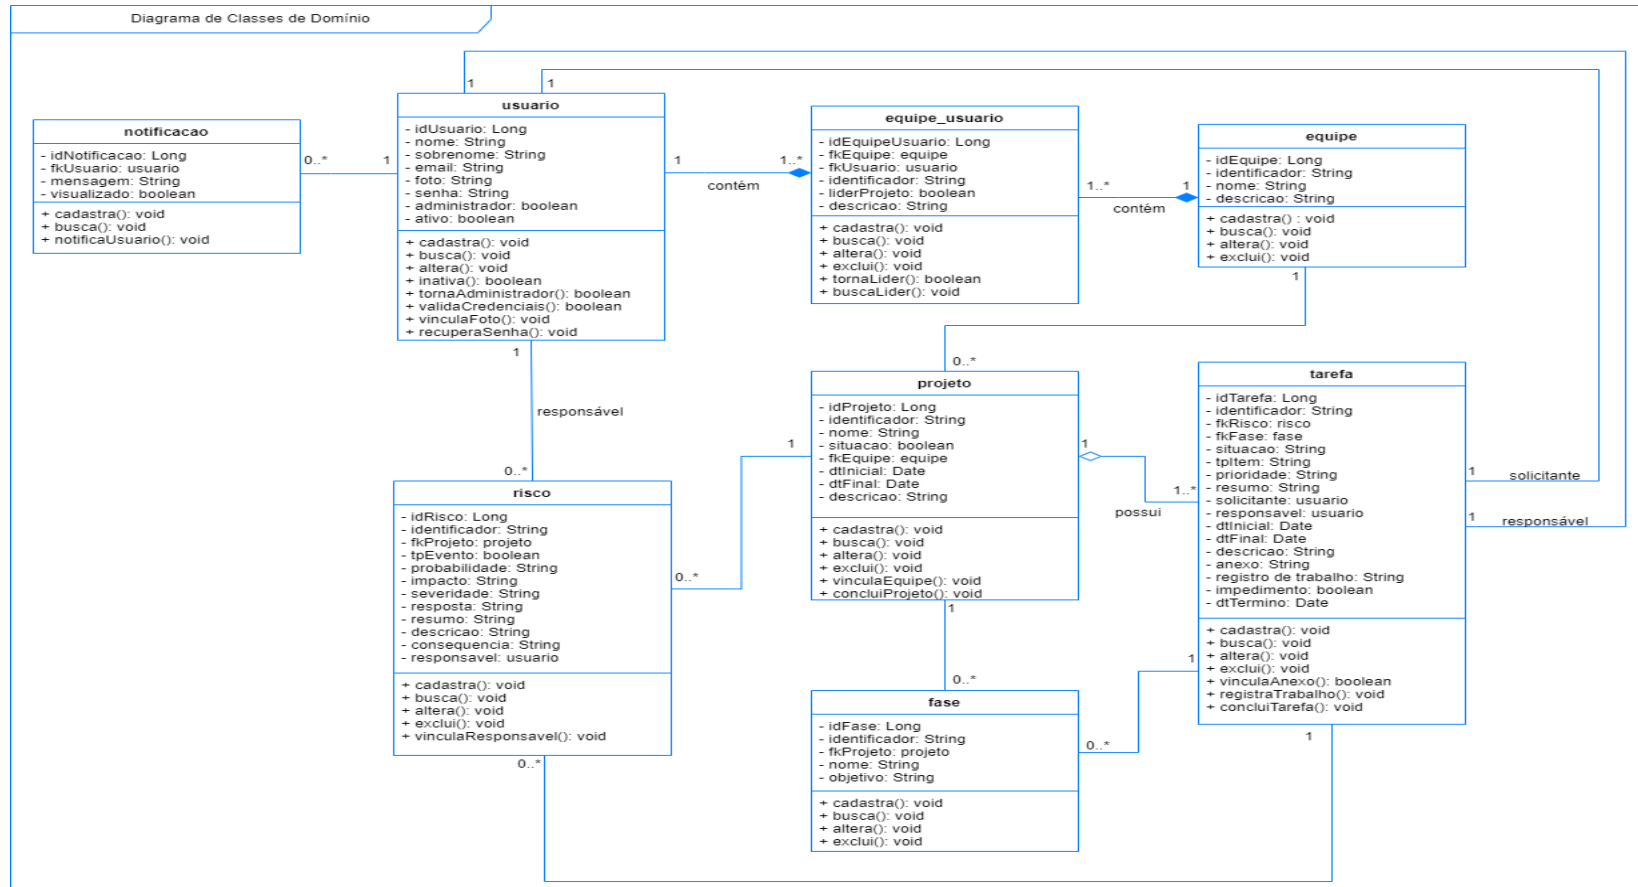 Diagrama de Classes de Domínio
notificacao
- idNotificacao: Long
- fkUsuario: usuario
- mensagem: String
- visualizado: boolean
+ cadastra(): void
+ busca(): void
+ notificaUsuario(): void
0..*
1
1
1
usuario
- idUsuario: Long
- nome: String
- sobrenome: String
- email: String
- foto: String
- senha: String
- administrador: boolean
- ativo: boolean
+ cadastra(): void
+ busca(): void
+ altera(): void
+ inativa(): boolean
+ tornaAdministrador(): boolean
+ validaCredenciais(): boolean
+ vinculaFoto(): void
+ recuperaSenha(): void
1
1..*
contém
equipe_usuario
- idEquipeUsuario: Long
- fkEquipe: equipe
- fkUsuario: usuario
- identificador: String
- liderProjeto: boolean
- descricao: String
+ cadastra(): void
+ busca(): void
+ altera(): void
+ exclui(): void
+ tornaLider(): boolean
+ buscaLider(): void
1..*
1
contém
equipe
- idEquipe: Long
- identificador: String
- nome: String
- descricao: String
+ cadastra() : void
+ busca(): void
+ altera(): void
+ exclui(): void
1
0..*
1
responsável
0..*
risco
- idRisco: Long
- identificador: String
- fkProjeto: projeto
- tpEvento: boolean
- probabilidade: String
- impacto: String
- severidade: String
- resposta: String
- resumo: String
- descricao: String
- consequencia: String
- responsavel: usuario
+ cadastra(): void
+ busca(): void
+ altera(): void
+ exclui(): void
+ vinculaResponsavel(): void
0..*
0..*
1
projeto
- idProjeto: Long
- identificador: String
- nome: String
- situacao: boolean
- fkEquipe: equipe
- dtInicial: Date
- dtFinal: Date
- descricao: String
+ cadastra(): void
+ busca(): void
+ altera(): void
+ exclui(): void
+ vinculaEquipe(): void
+ concluiProjeto(): void
1
1..*
possui
1
0..*
fase
- idFase: Long
- identificador: String
- fkProjeto: projeto
- nome: String
- objetivo: String
+ cadastra(): void
+ busca(): void
+ altera(): void
+ exclui(): void
0..*
1
tarefa
- idTarefa: Long
- identificador: String
- fkRisco: risco
- fkFase: fase
- situacao: String
- tpItem: String
- prioridade: String
- resumo: String
- solicitante: usuario
- responsavel: usuario
- dtInicial: Date
- dtFinal: Date
- descricao: String
- anexo: String
- registro de trabalho: String
- impedimento: boolean
- dtTermino: Date
+ cadastra(): void
+ busca(): void
+ altera(): void
+ exclui(): void
+ vinculaAnexo(): boolean
+ registraTrabalho(): void
+ concluiTarefa(): void
1
1
solicitante
1
responsável